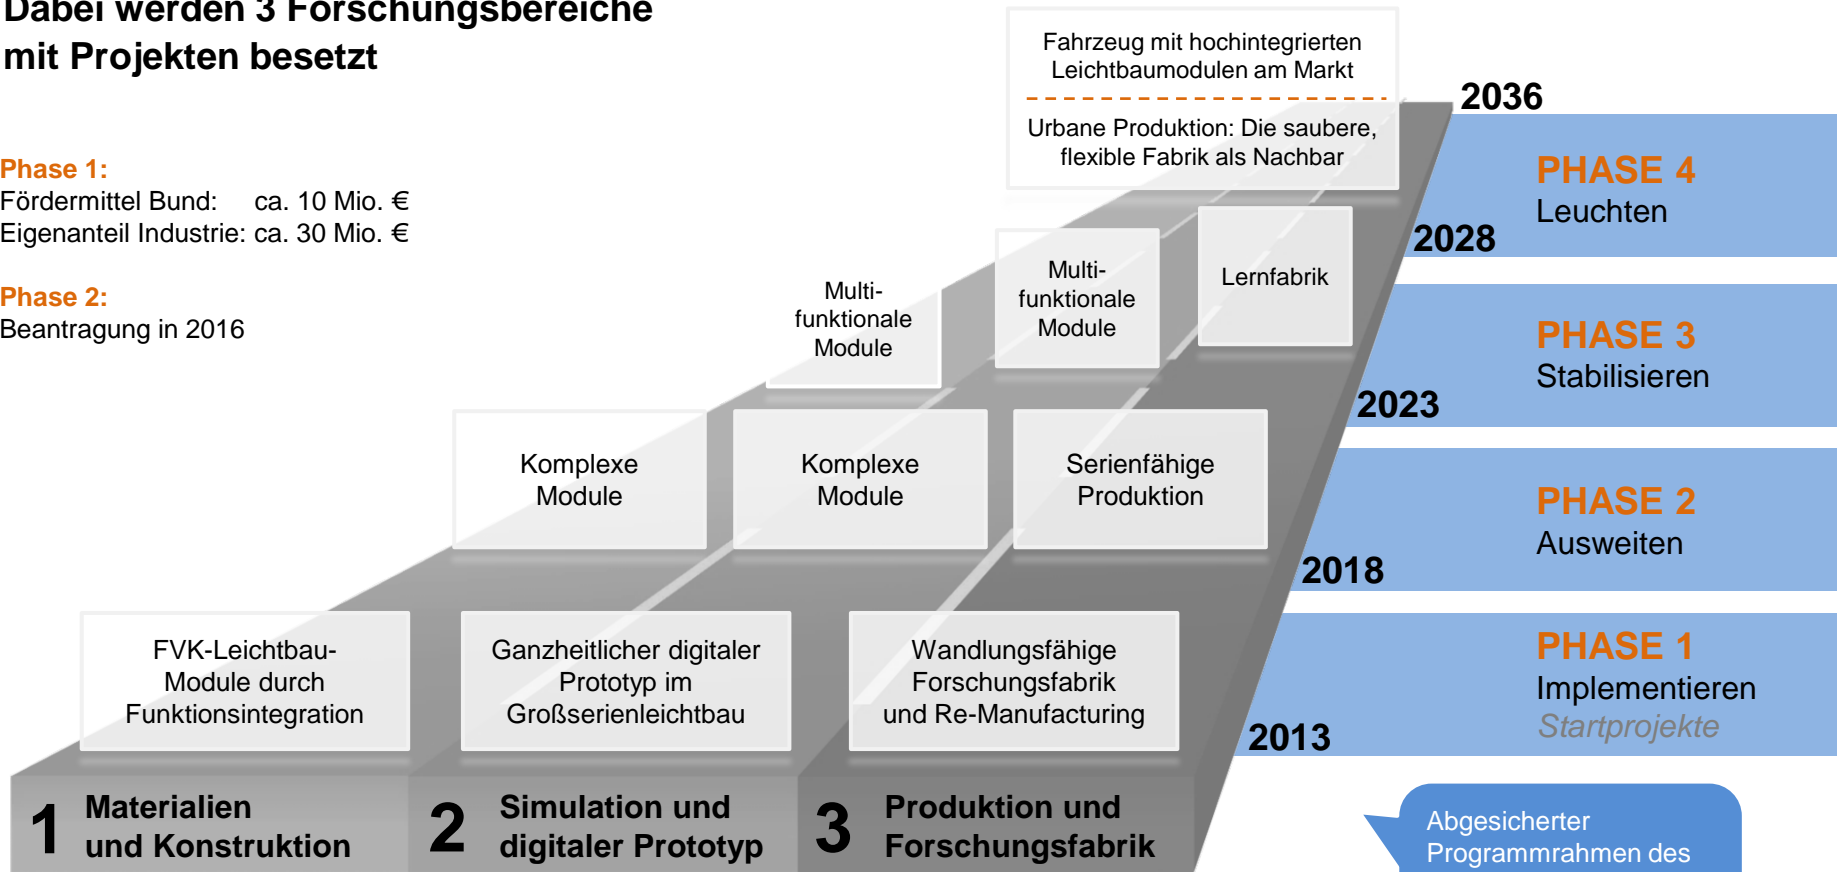 Dabei werden 3 Forschungsbereiche
mit Projekten besetzt
Phase 1:
Fördermittel Bund: ca. 10 Mio. €
Eigenanteil Industrie: ca. 30 Mio. €
Phase 2:
Beantragung in 2016
Fahrzeug mit hochintegrierten
Leichtbaumodulen am Markt
Urbane Produktion: Die saubere,
flexible Fabrik als Nachbar
2036
PHASE 4
Leuchten
2028
Multi-
funktionale
Module
Multi-
funktionale
Module
Lernfabrik
PHASE 3
Stabilisieren
2023
Komplexe
Module
Komplexe
Module
Serienfähige
Produktion
PHASE 2
Ausweiten
2018
FVK-Leichtbau-
Module durch
Funktionsintegration
Ganzheitlicher digitaler
Prototyp im
Großserienleichtbau
Wandlungsfähige
Forschungsfabrik
und Re-Manufacturing
PHASE 1
Implementieren
Startprojekte
2013
1 Materialien
und Konstruktion
2 Simulation und
digitaler Prototyp
3 Produktion und
Forschungsfabrik
Abgesicherter
Programmrahmen des